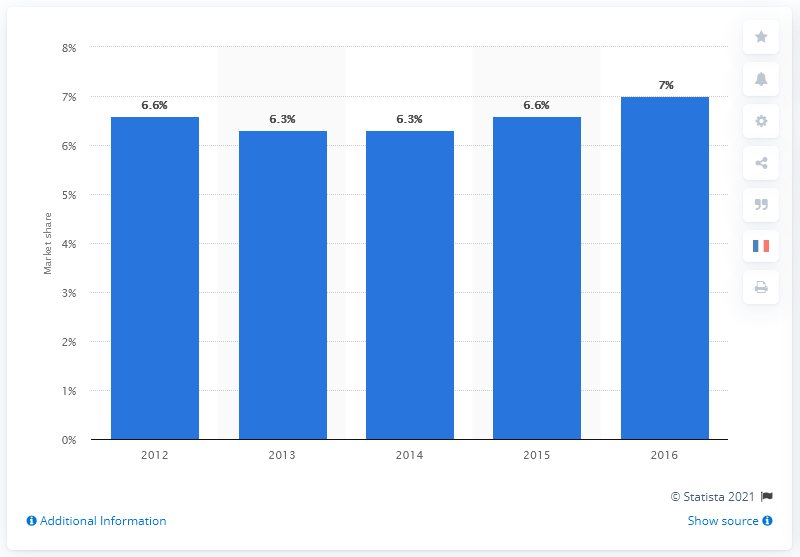 8%
7%
6%
5%
4%
3%
2%
1%
0%
Market share
6.6%
6.3%
6.3%
6.6%
7%
2012 2013 2014 2015 2016
© Statista 2021
Additional Information
Show source